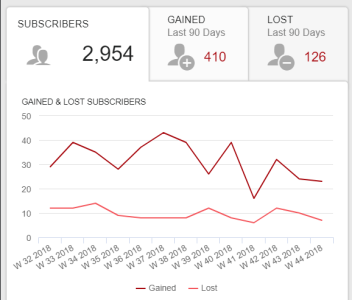 SUBSCRIBERS
2,954
GAINED
Last 90 Days
410
LOST
Last 90 Days
126
GAINED & LOST SUBSCRIBERS
50
40
30
20
10
0
W 32 2018
W 33 2018
W 34 2018
W 35 2018
W 36 2018
W 37 2018
W 38 2018
W 39 2018
W 40 2018
W 41 2018
W 42 2018
W 43 2018
W 44 2018
Gained
Lost